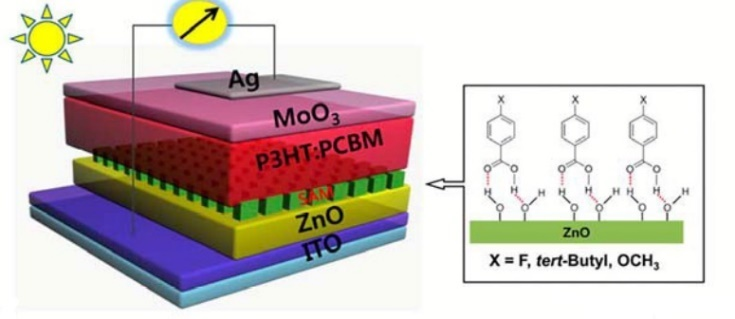 Ag
MoO₃
P3HT:PCBM
SAM
ZnO
ITO
X X X
O O O O O O
H H H H H H H H H
O O O O O O
ZnO
X = F, tert-Butyl, OCH₃